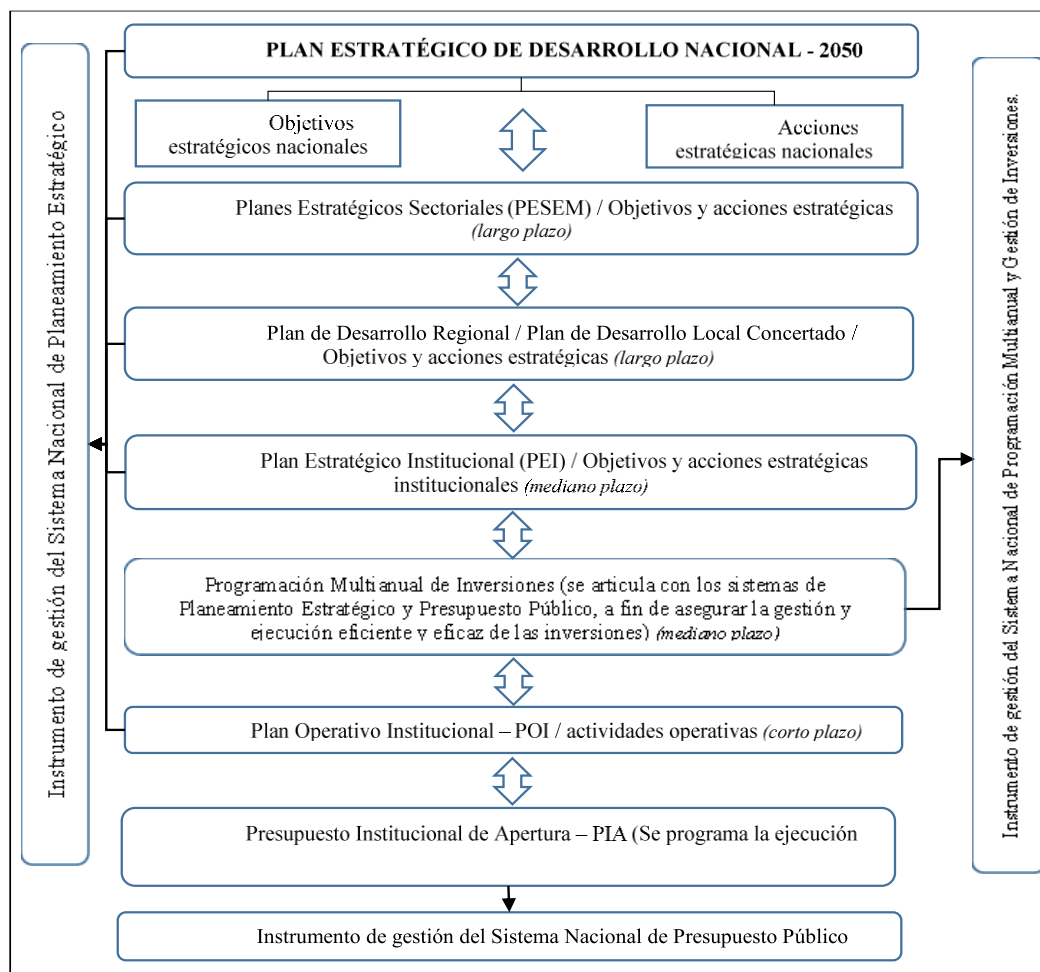 PLAN ESTRATÉGICO DE DESARROLLO NACIONAL - 2050
Objetivos
estratégicos nacionales
Acciones
estratégicas nacionales
Planes Estratégicos Sectoriales (PESEM) / Objetivos y acciones estratégicas
(largo plazo)
Plan de Desarrollo Regional / Plan de Desarrollo Local Concertado /
Objetivos y acciones estratégicas (largo plazo)
Plan Estratégico Institucional (PEI) / Objetivos y acciones estratégicas
institucionales (mediano plazo)
Programación Multianual de Inversiones (se articula con los sistemas de
Planeamiento Estratégico y Presupuesto Público, a fin de asegurar la gestión y
ejecución eficiente y eficaz de las inversiones) (mediano plazo)
Plan Operativo Institucional – POI / actividades operativas (corto plazo)
Presupuesto Institucional de Apertura – PIA (Se programa la ejecución
Instrumento de gestión del Sistema Nacional de Presupuesto Público
Instrumento de gestión del Sistema Nacional de Planeamiento Estratégico
Instrumento de gestión del Sistema Nacional de Programación Multianual y Gestión de Inversiones.